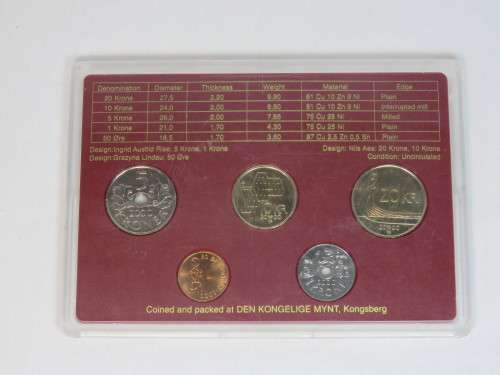 Denomination Diameter Thickness Weight Material Edge
20 Krone 27,5 2,20 9,90 81 Cu 10 Zn 9 Ni Plain
10 Krone 24,0 2,00 6,80 81 Cu 10 Zn 9 Ni Interrupted mill
5 Krone 26,0 2,00 7,85 75 Cu 25 Ni Milled
1 Krone 21,0 1,70 4,30 75 Cu 25 Ni Plain
50 Øre 18,5 1,70 3,60 97 Cu 2,5 Zn 0,5 Sn Plain
Design: Ingrid Austlid Rise: 5 Krone, 1 Krone
Design: Nils Aas: 20 Krone, 10 Krone
Design: Grazyna Lindau: 50 Øre
Condition: Uncirculated
5
2000
KRONER
20 KR
Coined and packed at DEN KONGELIGE MYNT, Kongsberg